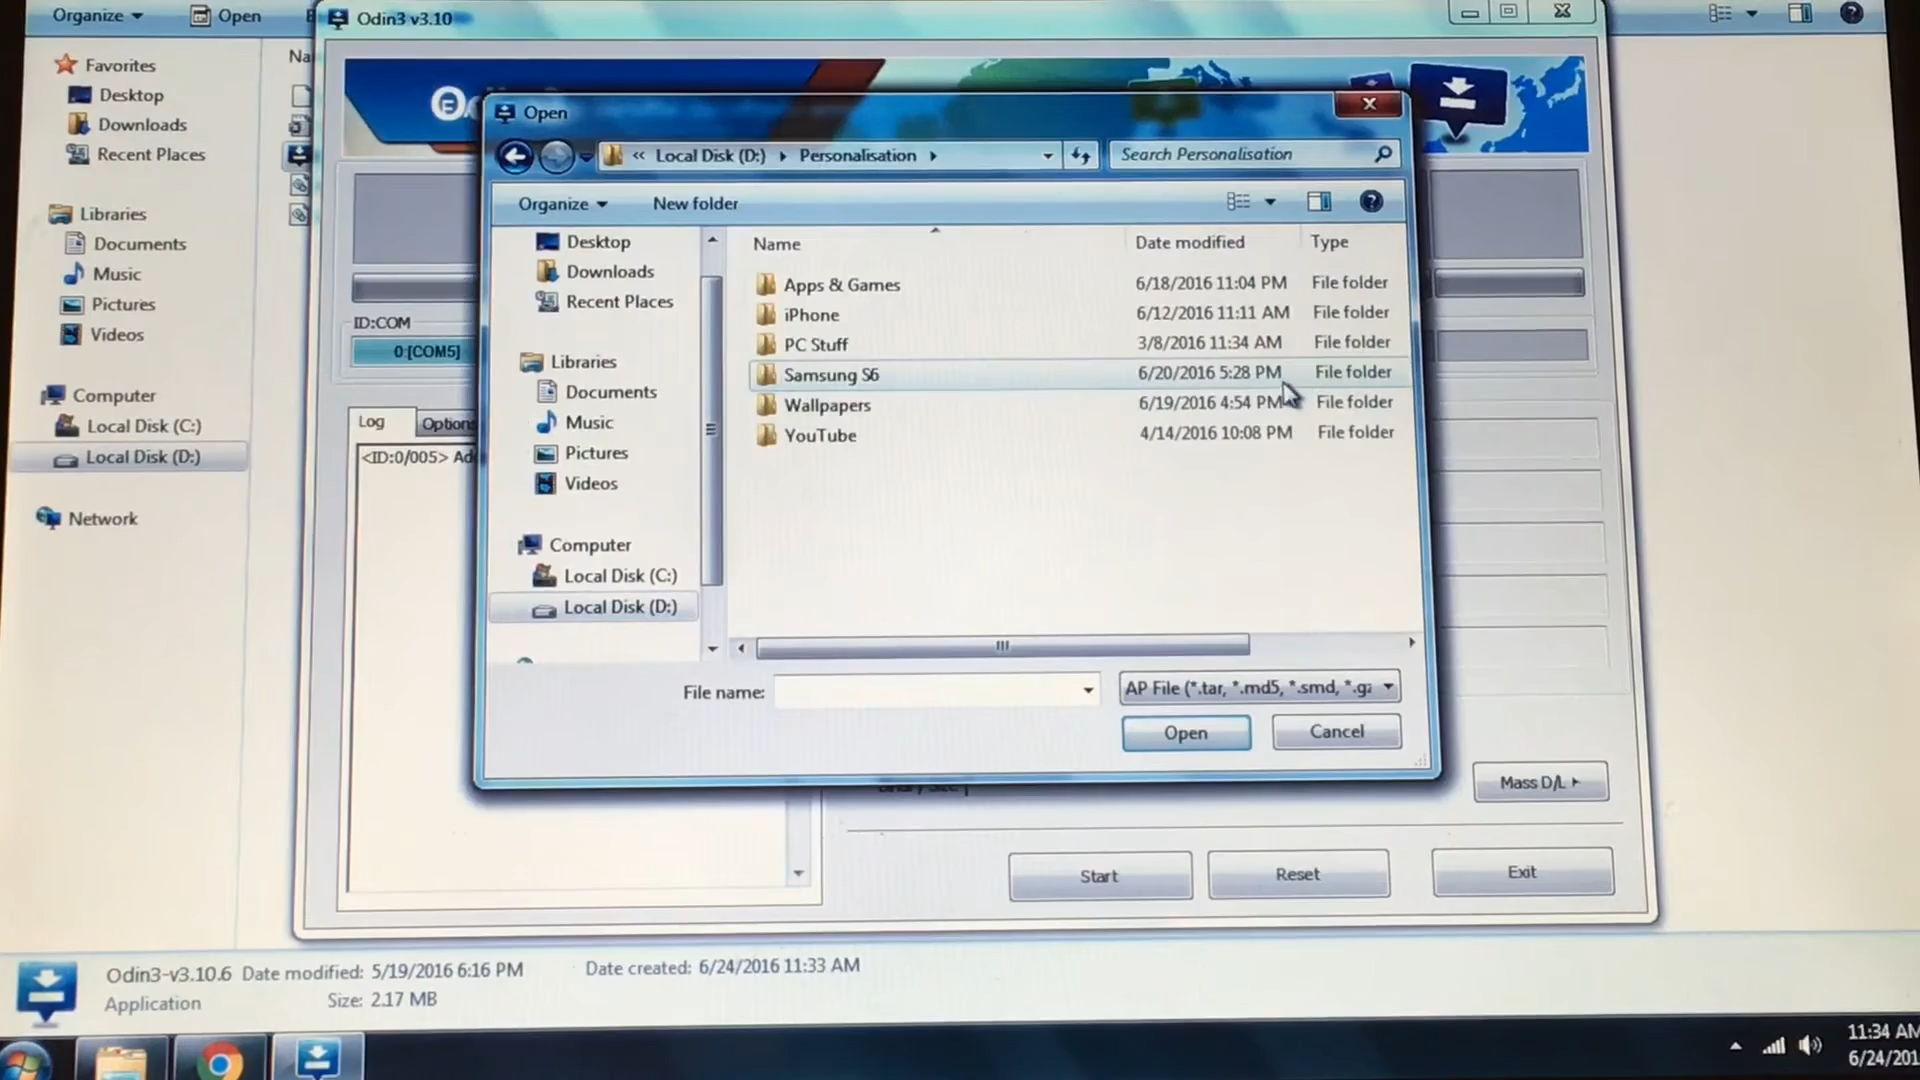 Organize
Open
Odin3 v3.10
Favorites
Desktop
Downloads
Recent Places
Libraries
Documents
Music
Pictures
Videos
Computer
Local Disk (C:)
Local Disk (D:)
Network
ID:COM
0:[COM5]
Log
Options
<ID:0/005>
Open
« Local Disk (D:) Personalisation
Search Personalisation
Organize
New folder
Desktop
Downloads
Recent Places
Libraries
Documents
Music
Pictures
Videos
Computer
Local Disk (C:)
Local Disk (D:)
Name Date modified Type
Apps & Games 6/18/2016 11:04 PM File folder
iPhone 6/12/2016 11:11 AM File folder
PC Stuff 3/8/2016 11:34 AM File folder
Samsung S6 6/20/2016 5:28 PM File folder
Wallpapers 6/19/2016 4:54 PM File folder
YouTube 4/14/2016 10:08 PM File folder
File name:
AP File (*.tar, *.md5, *.smd, *.gz
Open
Cancel
Mass D/L
Start
Reset
Exit
Odin3-v3.10.6 Date modified: 5/19/2016 6:16 PM Date created: 6/24/2016 11:33 AM
Application Size: 2.17 MB
11:34 AM
6/24/201